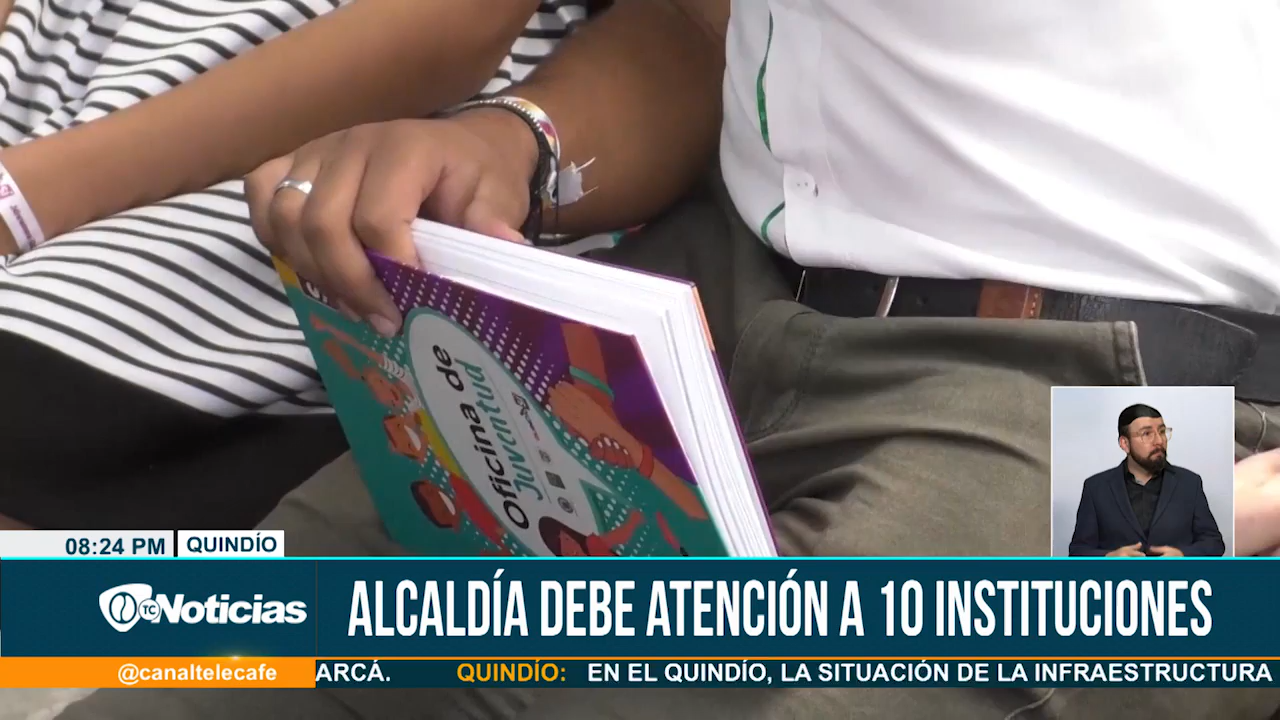 Oficina de
Juventud
08:24 PM
QUINDÍO
TC Noticias
ALCALDÍA DEBE ATENCIÓN A 10 INSTITUCIONES
@canaltelecafe
ARCÁ. QUINDÍO: EN EL QUINDÍO, LA SITUACIÓN DE LA INFRAESTRUCTURA